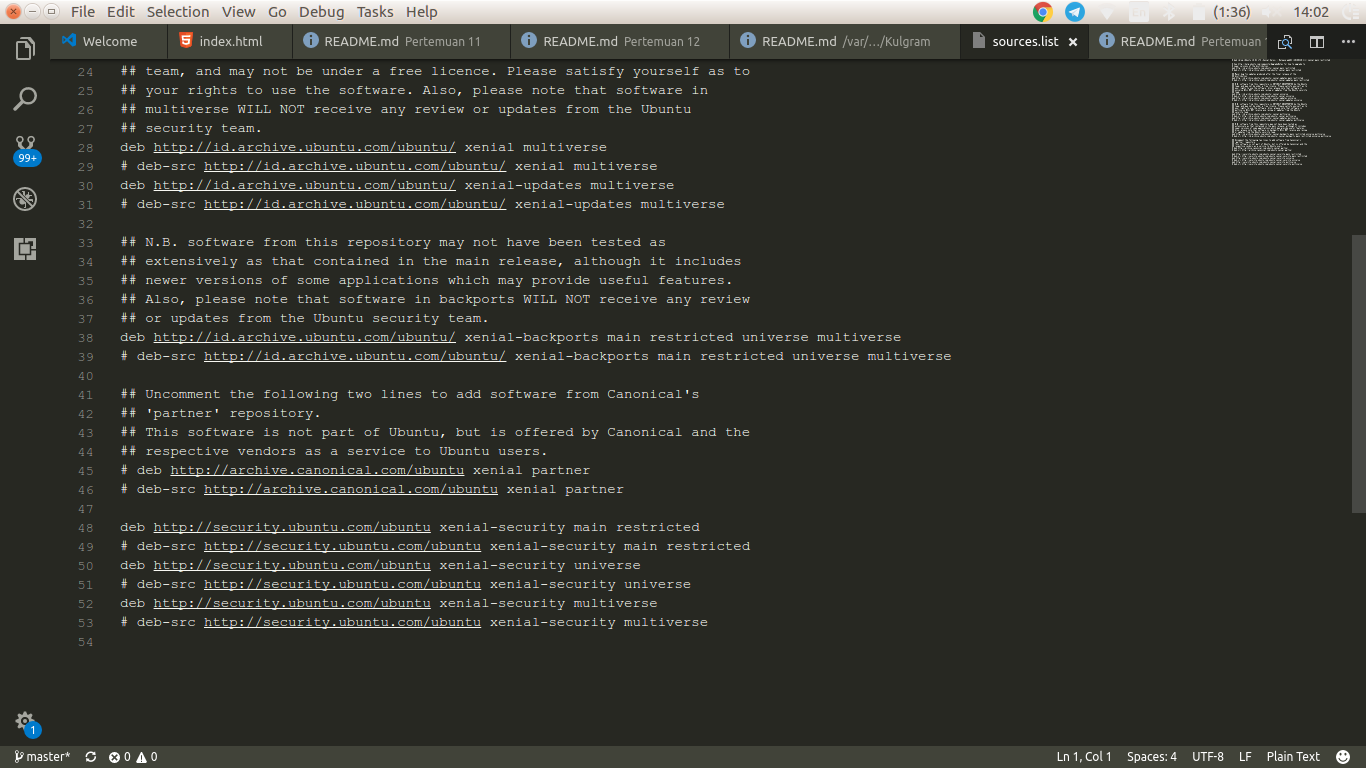 File Edit Selection View Go Debug Tasks Help (1:36) 14:02
Welcome index.html README.md Pertemuan 11 README.md Pertemuan 12 README.md /var/.../Kulgram sources.list README.md Pertemuan
24 ## team, and may not be under a free licence. Please satisfy yourself as to
25 ## your rights to use the software. Also, please note that software in
26 ## multiverse WILL NOT receive any review or updates from the Ubuntu
27 ## security team.
28 deb http://id.archive.ubuntu.com/ubuntu/ xenial multiverse
29 # deb-src http://id.archive.ubuntu.com/ubuntu/ xenial multiverse
30 deb http://id.archive.ubuntu.com/ubuntu/ xenial-updates multiverse
31 # deb-src http://id.archive.ubuntu.com/ubuntu/ xenial-updates multiverse
32
33 ## N.B. software from this repository may not have been tested as
34 ## extensively as that contained in the main release, although it includes
35 ## newer versions of some applications which may provide useful features.
36 ## Also, please note that software in backports WILL NOT receive any review
37 ## or updates from the Ubuntu security team.
38 deb http://id.archive.ubuntu.com/ubuntu/ xenial-backports main restricted universe multiverse
39 # deb-src http://id.archive.ubuntu.com/ubuntu/ xenial-backports main restricted universe multiverse
40
41 ## Uncomment the following two lines to add software from Canonical's
42 ## 'partner' repository.
43 ## This software is not part of Ubuntu, but is offered by Canonical and the
44 ## respective vendors as a service to Ubuntu users.
45 # deb http://archive.canonical.com/ubuntu xenial partner
46 # deb-src http://archive.canonical.com/ubuntu xenial partner
47
48 deb http://security.ubuntu.com/ubuntu xenial-security main restricted
49 # deb-src http://security.ubuntu.com/ubuntu xenial-security main restricted
50 deb http://security.ubuntu.com/ubuntu xenial-security universe
51 # deb-src http://security.ubuntu.com/ubuntu xenial-security universe
52 deb http://security.ubuntu.com/ubuntu xenial-security multiverse
53 # deb-src http://security.ubuntu.com/ubuntu xenial-security multiverse
54
99+
1
master* 0 0 Ln 1, Col 1 Spaces: 4 UTF-8 LF Plain Text